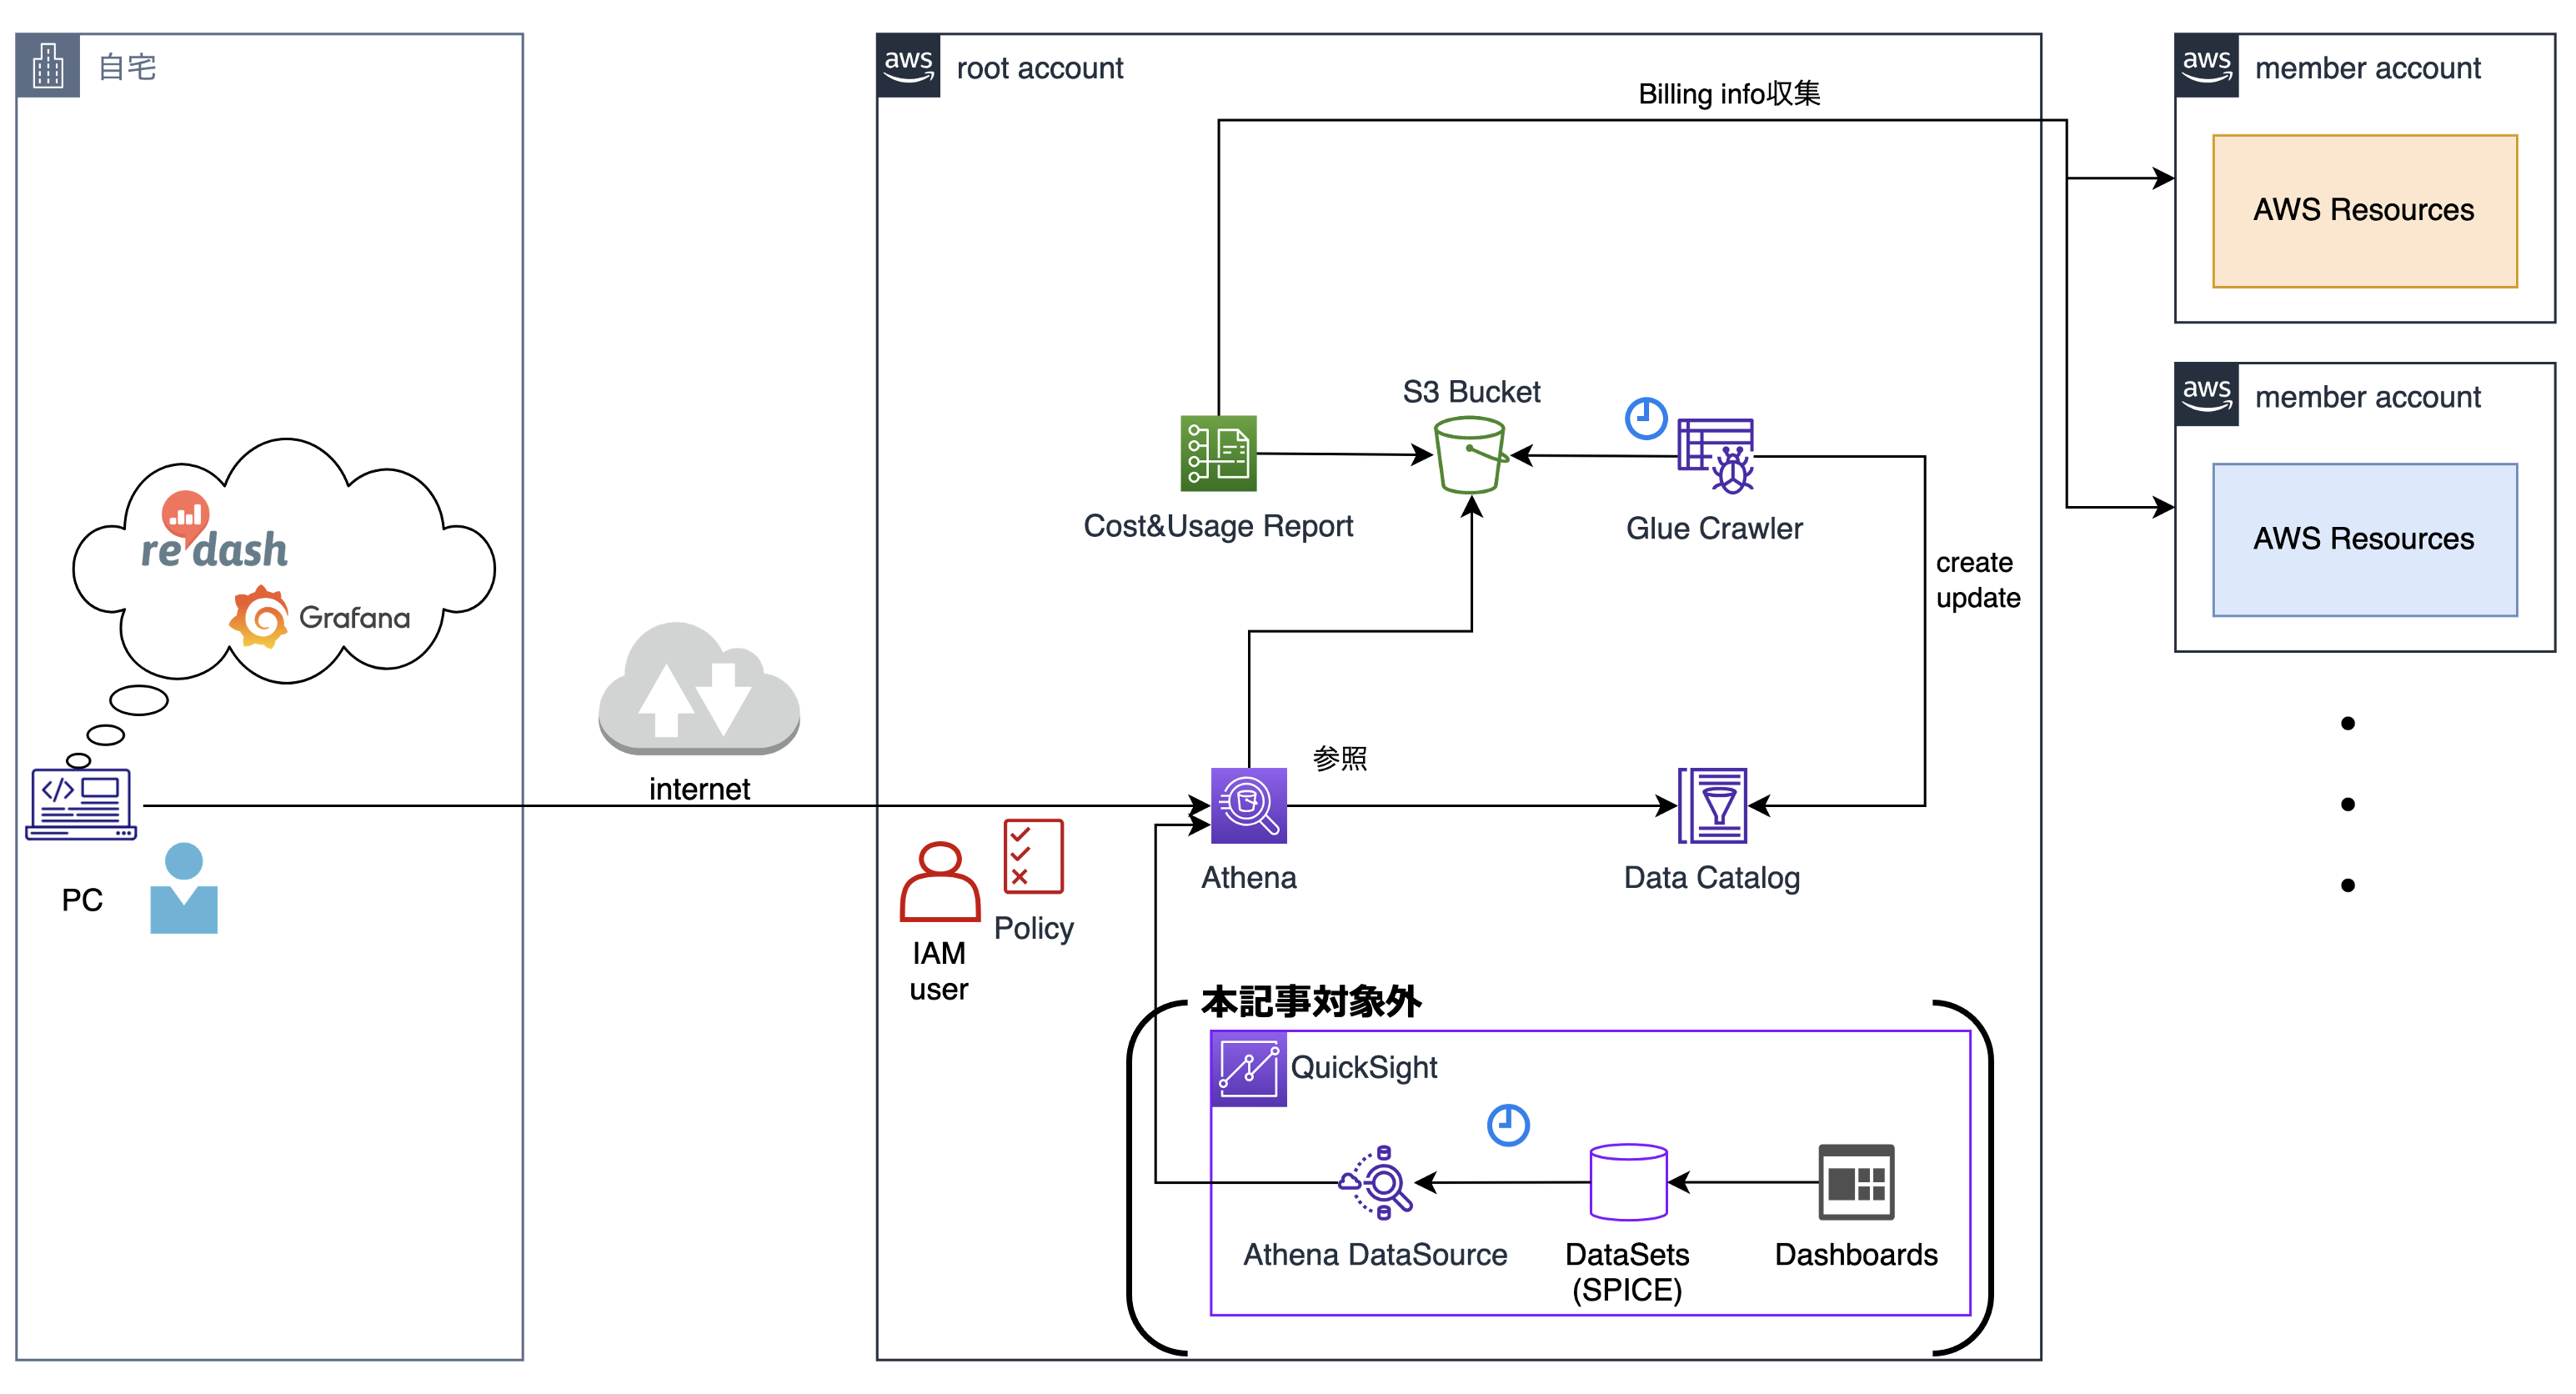 自宅
re dash
Grafana
PC
internet
aws
root account
Billing info収集
S3 Bucket
Cost&Usage Report
Glue Crawler
create
update
参照
Athena
Data Catalog
IAM
user
Policy
本記事対象外
QuickSight
Athena DataSource
DataSets
(SPICE)
Dashboards
aws
member account
AWS Resources
aws
member account
AWS Resources